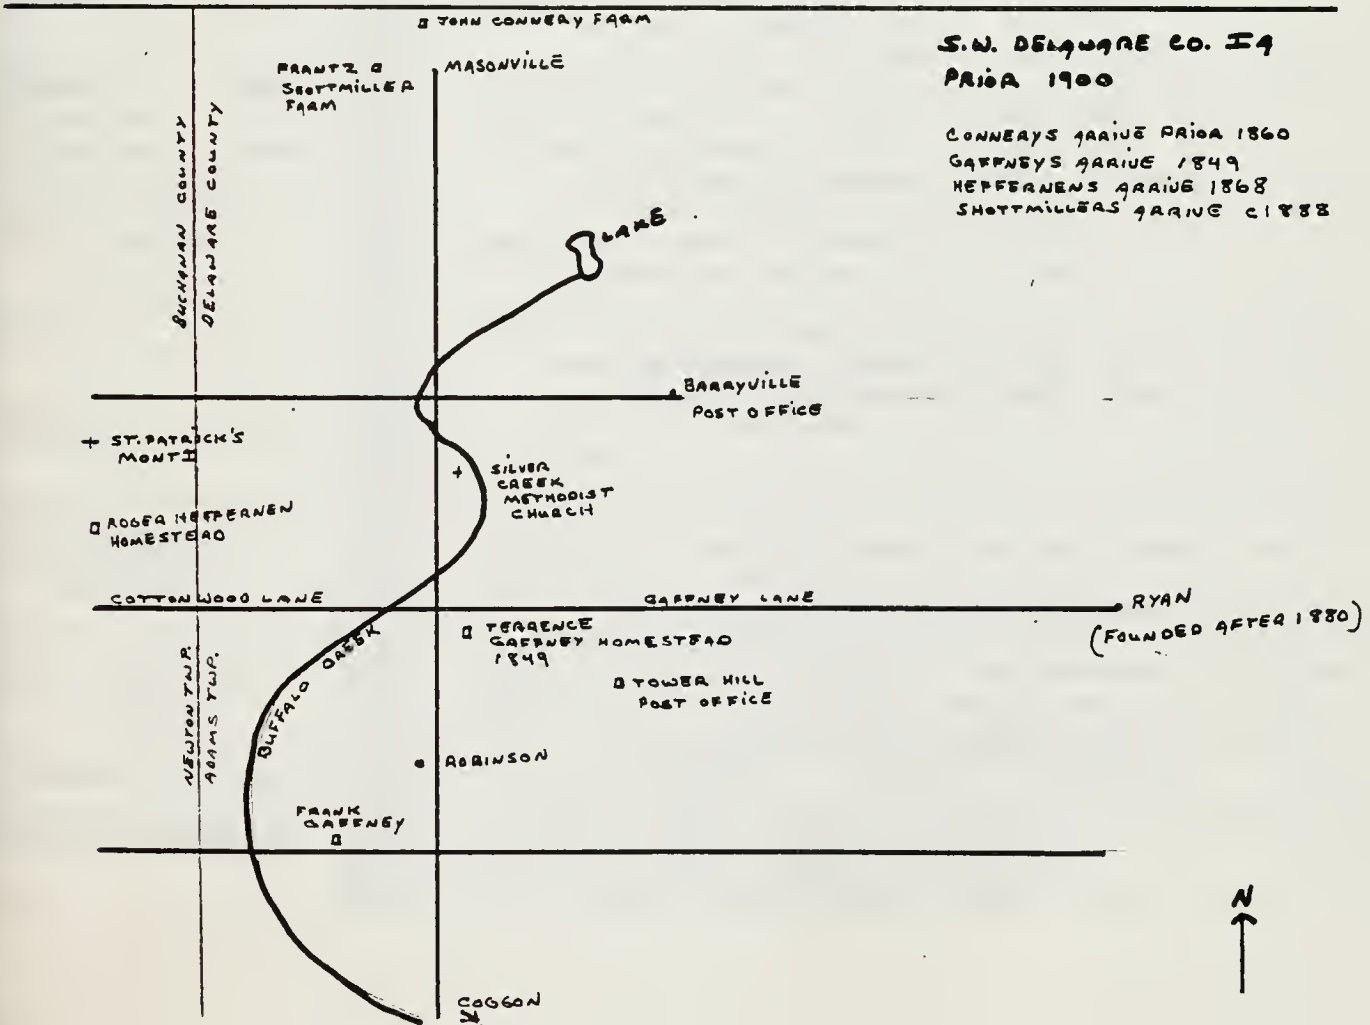 JOHN CONNERY FARM
S.W. DELAWARE CO. IA
PRIOR 1900
FRANTZ
SHOTTMILLER
FARM
MASONVILLE
CONNERYS ARRIVE PRIOR 1860
GAFFNEYS ARRIVE 1849
HEFFERNENS ARRIVE 1868
SHOTTMILLERS ARRIVE C1888
BUCHANAN COUNTY
DELAWARE COUNTY
LAKE
BARRYVILLE
POST OFFICE
ST. PATRICK'S
MONTI
SILVER
CREEK
METHODIST
CHURCH
ROGER HEFFERNEN
HOMESTEAD
COTTONWOOD LANE
GAFFNEY LANE
RYAN
(FOUNDED AFTER 1880)
TERRENCE
GAFFNEY HOMESTEAD
1849
BUFFALO CREEK
TOWER HILL
POST OFFICE
NEWTON TWP.
ADAMS TWP.
ROBINSON
FRANK
GAFFNEY
N
COGGON